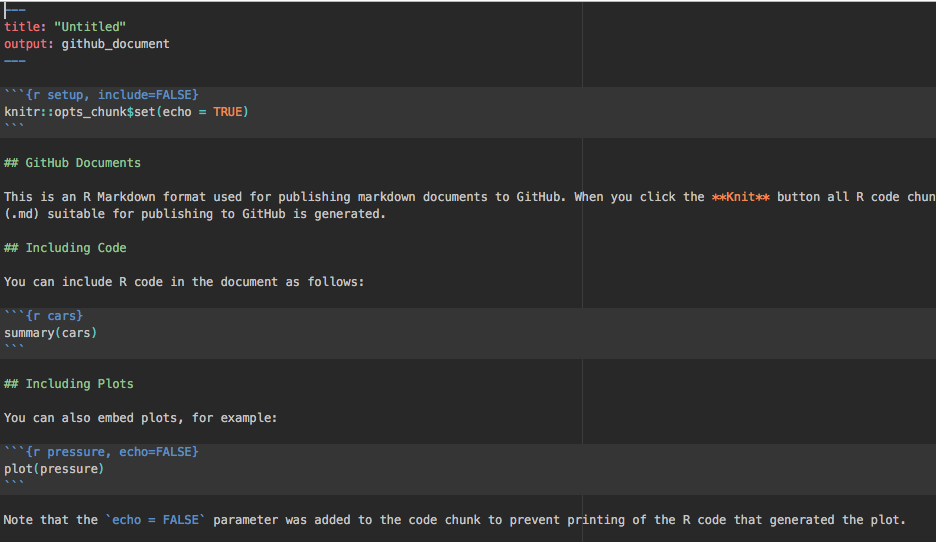 ---
title: "Untitled"
output: github_document
---
```{r setup, include=FALSE}
knitr::opts_chunk$set(echo = TRUE)
```
## GitHub Documents
This is an R Markdown format used for publishing markdown documents to GitHub. When you click the **Knit** button all R code chun
(.md) suitable for publishing to GitHub is generated.
## Including Code
You can include R code in the document as follows:
```{r cars}
summary(cars)
```
## Including Plots
You can also embed plots, for example:
```{r pressure, echo=FALSE}
plot(pressure)
```
Note that the `echo = FALSE` parameter was added to the code chunk to prevent printing of the R code that generated the plot.